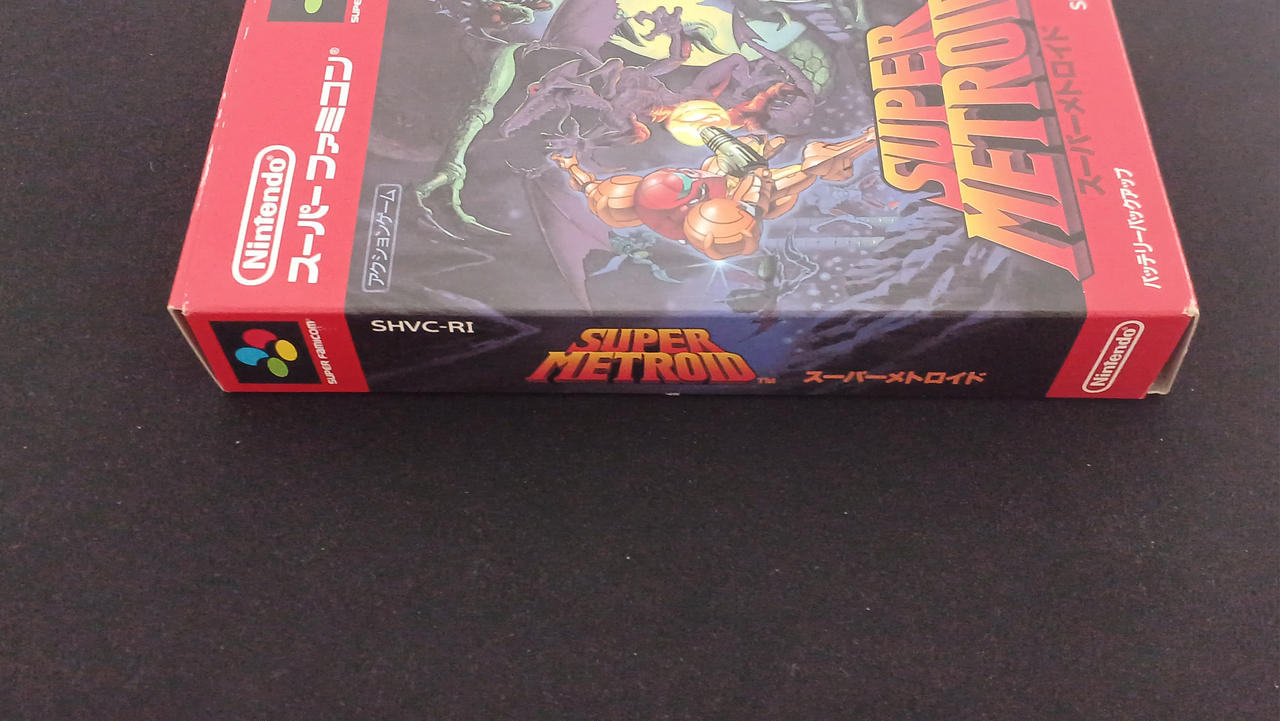 Nintendo®
スーパーファミコン®
アクションゲーム
SUPER
METROID
スーパーメトロイド
バッテリーバックアップ
SUPER FAMICOM
SHVC-RI
SUPER
METROID™
スーパーメトロイド
Nintendo®